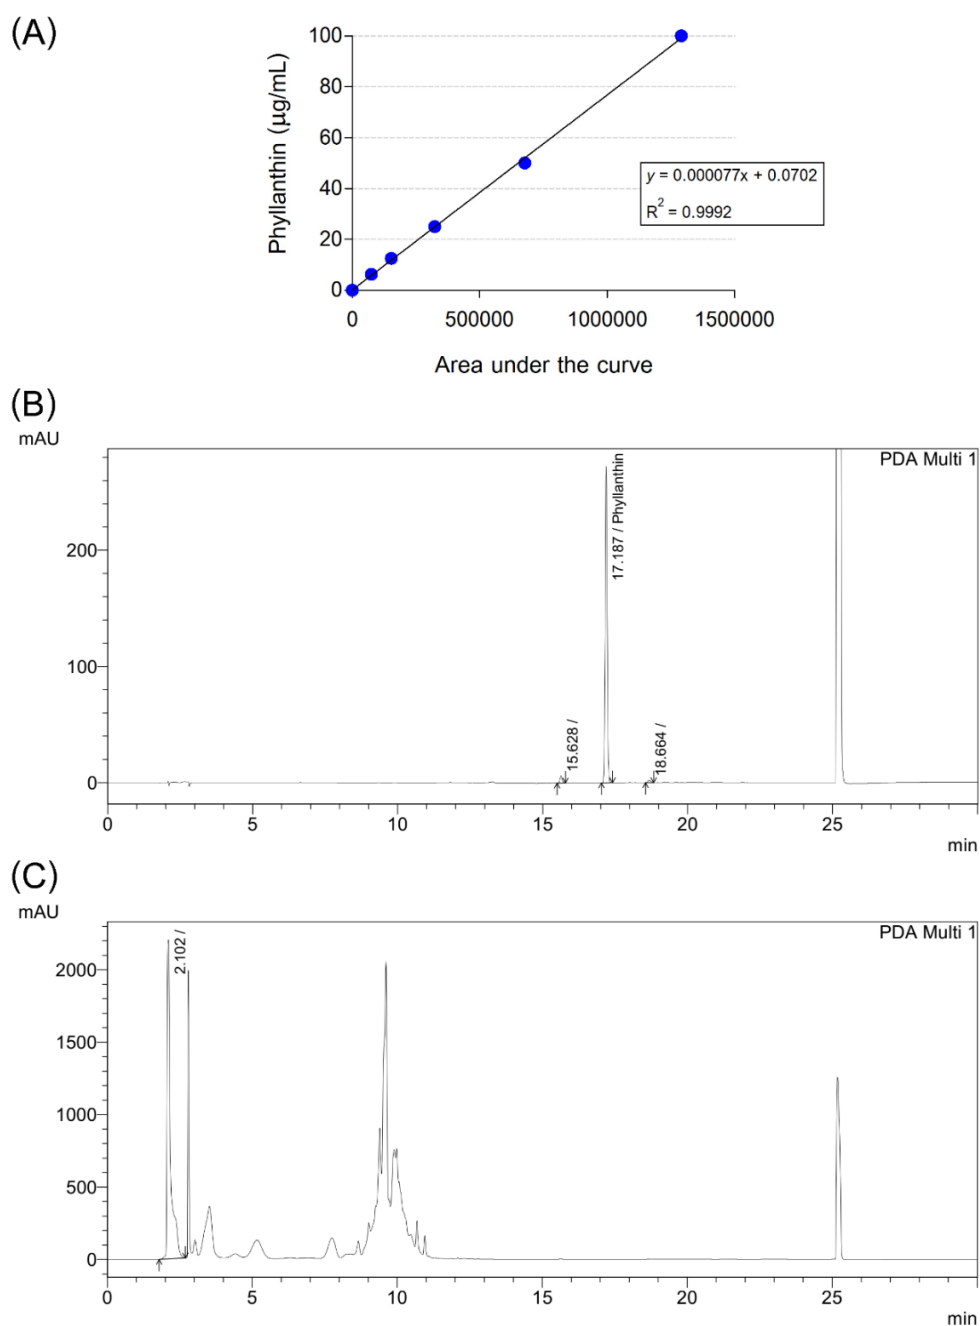 (A)
Phyllanthin (µg/mL)
100
80
60
40
20
0
y = 0.000077x + 0.0702
R² = 0.9992
0 500000 1000000 1500000
Area under the curve
(B)
mAU
PDA Multi 1
200
100
0
15.628 /
17.187 / Phyllanthin
18.664 /
0 5 10 15 20 25
min
(C)
mAU
PDA Multi 1
2000
1500
1000
500
0
2.102 /
0 5 10 15 20 25
min